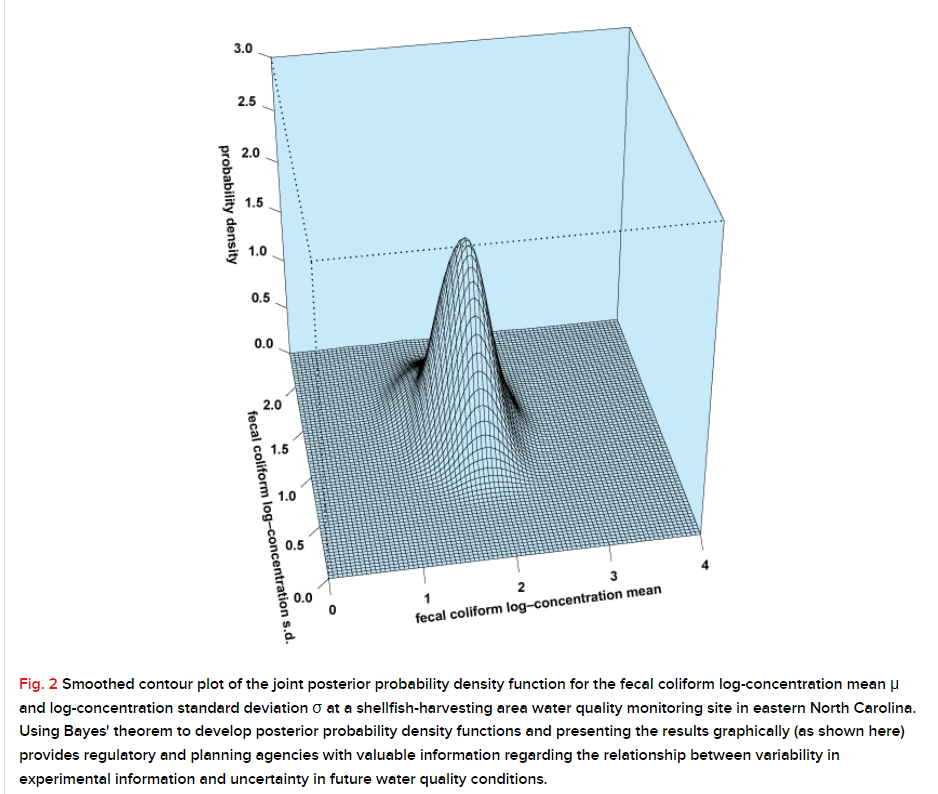 3.0
2.5
2.0
1.5
1.0
0.5
0.0
probability density
2.0
1.5
1.0
0.5
0.0
fecal coliform log–concentration s.d.
0
1
2
3
4
fecal coliform log–concentration mean
Fig. 2 Smoothed contour plot of the joint posterior probability density function for the fecal coliform log-concentration mean μ
and log-concentration standard deviation σ at a shellfish-harvesting area water quality monitoring site in eastern North Carolina.
Using Bayes' theorem to develop posterior probability density functions and presenting the results graphically (as shown here)
provides regulatory and planning agencies with valuable information regarding the relationship between variability in
experimental information and uncertainty in future water quality conditions.